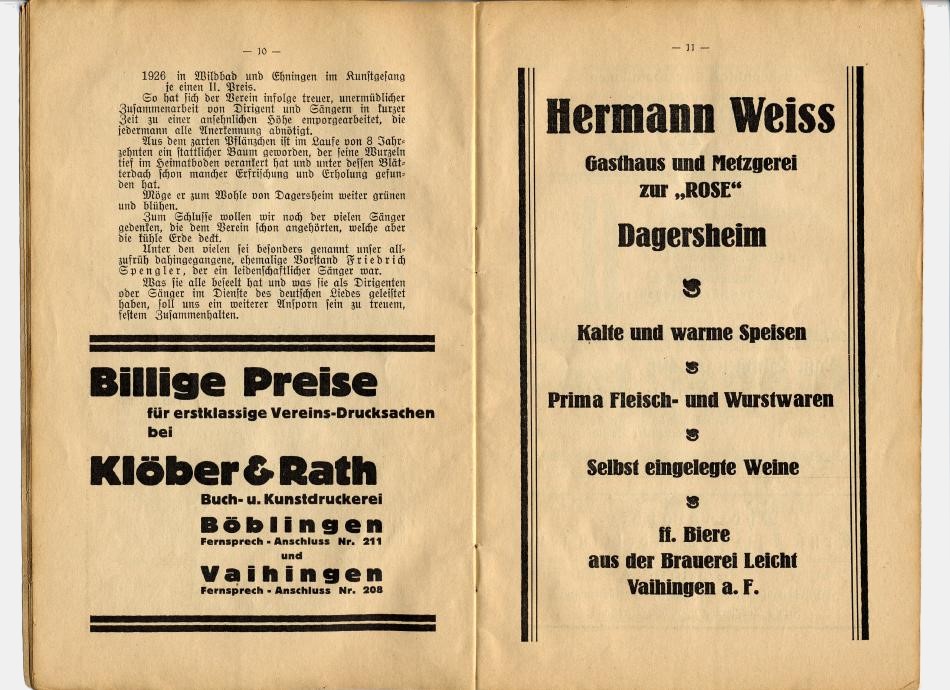 — 10 —
1926 in Wildbad und Ehningen im Kunstgesang
je einen II. Preis.
So hat sich der Verein infolge treuer, unermüdlicher
Zusammenarbeit von Dirigent und Sängern in kurzer
Zeit zu einer ansehnlichen Höhe emporgearbeitet, die
jedermann alle Anerkennung abnötigt.
Aus dem zarten Pflänzchen ist im Laufe von 8 Jahr-
zehnten ein stattlicher Baum geworden, der seine Wurzeln
tief im Heimatboden verankert hat und unter dessen Blät-
terdach schon mancher Erfrischung und Erholung gefun-
den hat.
Möge er zum Wohle von Dagersheim weiter grünen
und blühen.
Zum Schlusse wollen wir noch der vielen Sänger
gedenken, die dem Verein schon angehörten, welche aber
die kühle Erde deckt.
Unter den vielen sei besonders genannt unser all-
zufrüh dahingegangene, ehemalige Vorstand Friedrich
Spengler, der ein leidenschaftlicher Sänger war.
Was sie alle beseelt hat und was sie als Dirigenten
oder Sänger im Dienste des deutschen Liedes geleistet
haben, soll uns ein weiterer Ansporn sein zu treuem,
festem Zusammenhalten.
Billige Preise
für erstklassige Vereins-Drucksachen
bei
Klöber & Rath
Buch- u. Kunstdruckerei
Böblingen
Fernsprech - Anschluss Nr. 211
und
Vaihingen
Fernsprech - Anschluss Nr. 208
— 11 —
Hermann Weiss
Gasthaus und Metzgerei
zur „ROSE“
Dagersheim
Kalte und warme Speisen
Prima Fleisch- und Wurstwaren
Selbst eingelegte Weine
ff. Biere
aus der Brauerei Leicht
Vaihingen a. F.